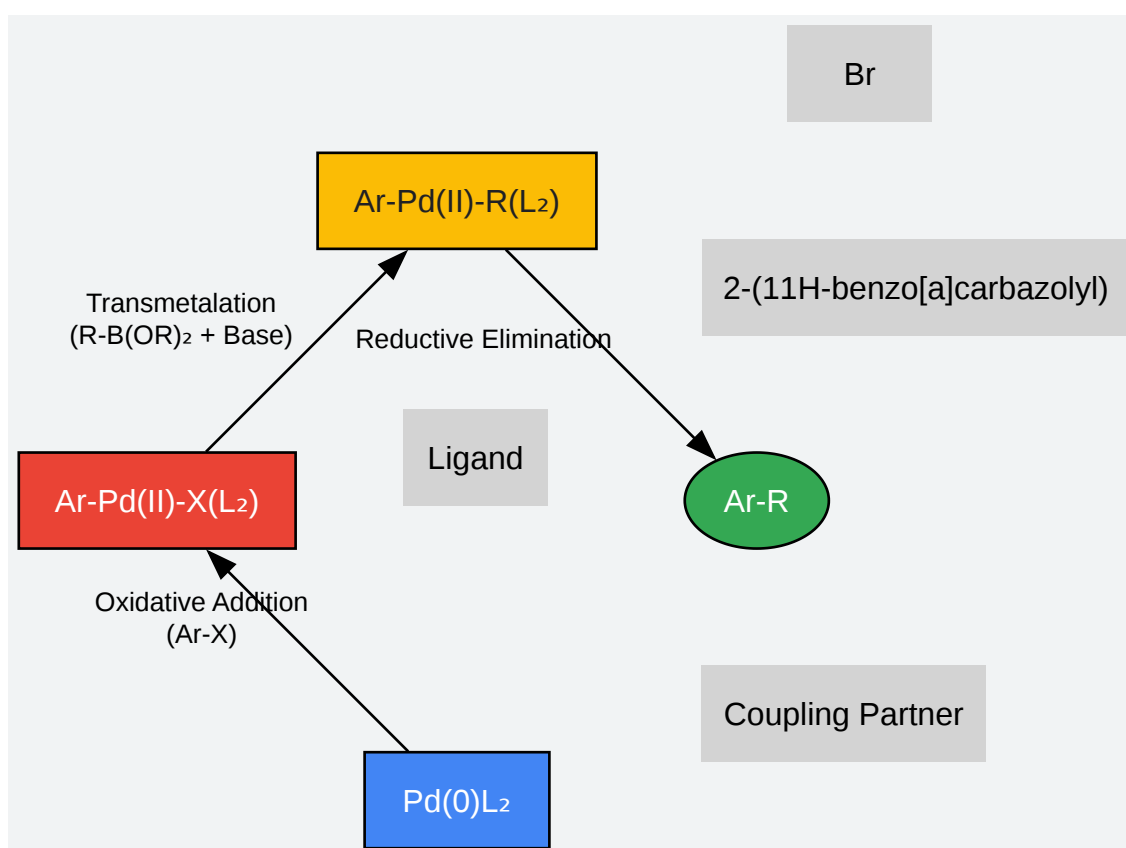 Br
Ar-Pd(II)-R(L₂)
2-(11H-benzo[a]carbazolyl)
Transmetalation
(R-B(OR)₂ + Base)
Reductive Elimination
Ligand
Ar-Pd(II)-X(L₂)
Ar-R
Oxidative Addition
(Ar-X)
Coupling Partner
Pd(0)L₂